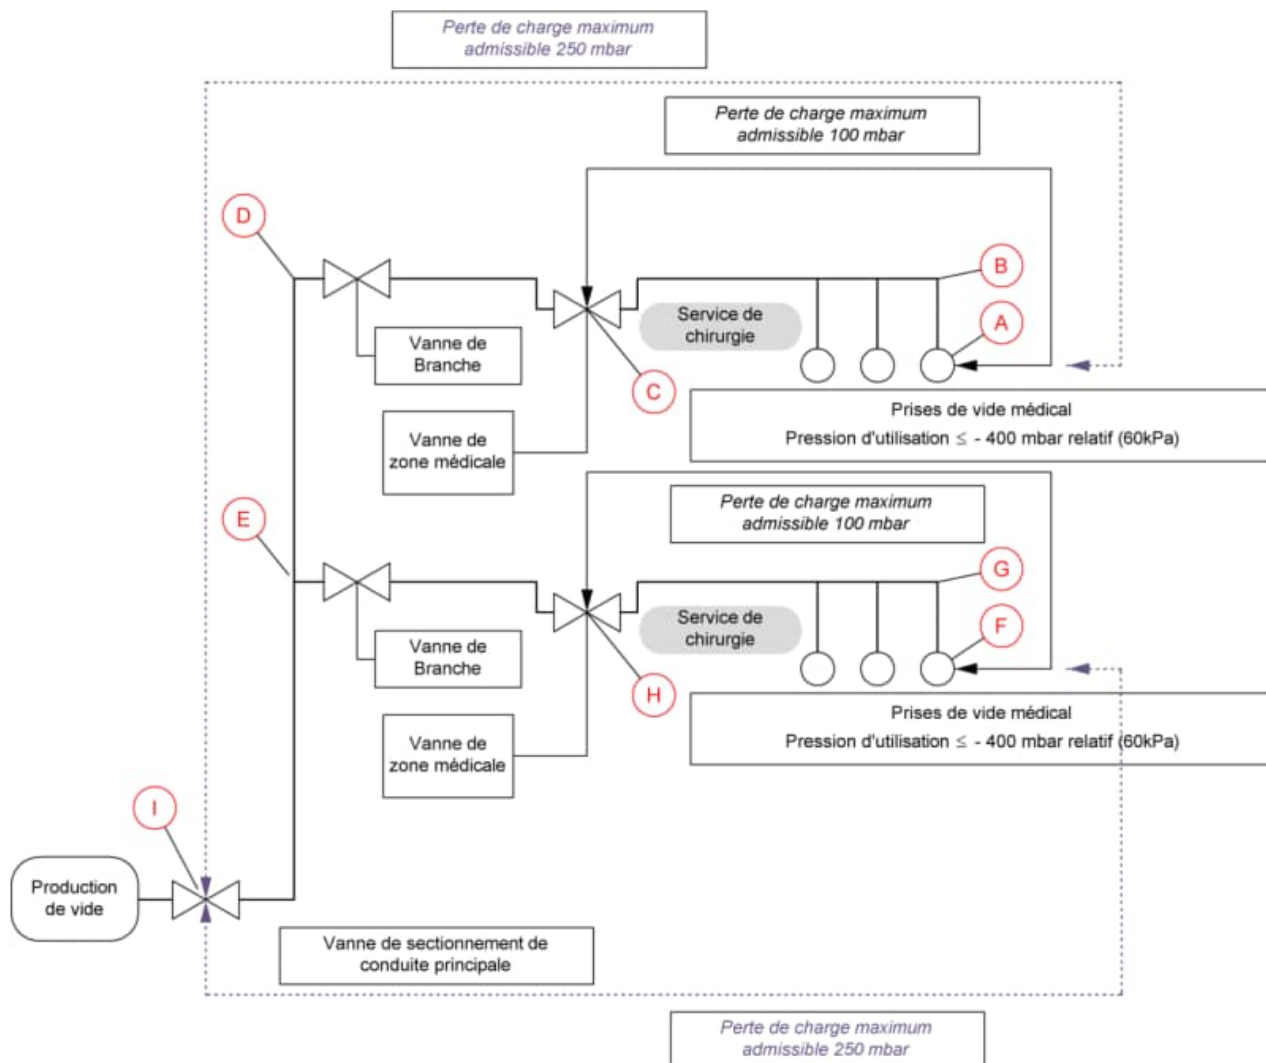 Perte de charge maximum
admissible 250 mbar
Perte de charge maximum
admissible 100 mbar
D
B
A
Service de
chirurgie
Vanne de
Branche
C
Prises de vide médical
Pression d'utilisation ≤ - 400 mbar relatif (60kPa)
Vanne de
zone médicale
Perte de charge maximum
admissible 100 mbar
E
G
F
Service de
chirurgie
Vanne de
Branche
H
Prises de vide médical
Pression d'utilisation ≤ - 400 mbar relatif (60kPa)
Vanne de
zone médicale
I
Production
de vide
Vanne de sectionnement de
conduite principale
Perte de charge maximum
admissible 250 mbar